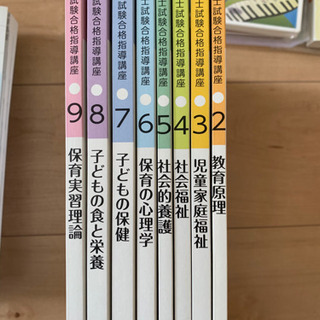 士試験合格指導講座
9
保育実習理論
士試験合格指導講座
8
子どもの食と栄養
士試験合格指導講座
7
子どもの保健
士試験合格指導講座
6
保育の心理学
士試験合格指導講座
5
社会的養護
士試験合格指導講座
4
社会福祉
士試験合格指導講座
3
児童家庭福祉
士試験合格指導講座
2
教育原理